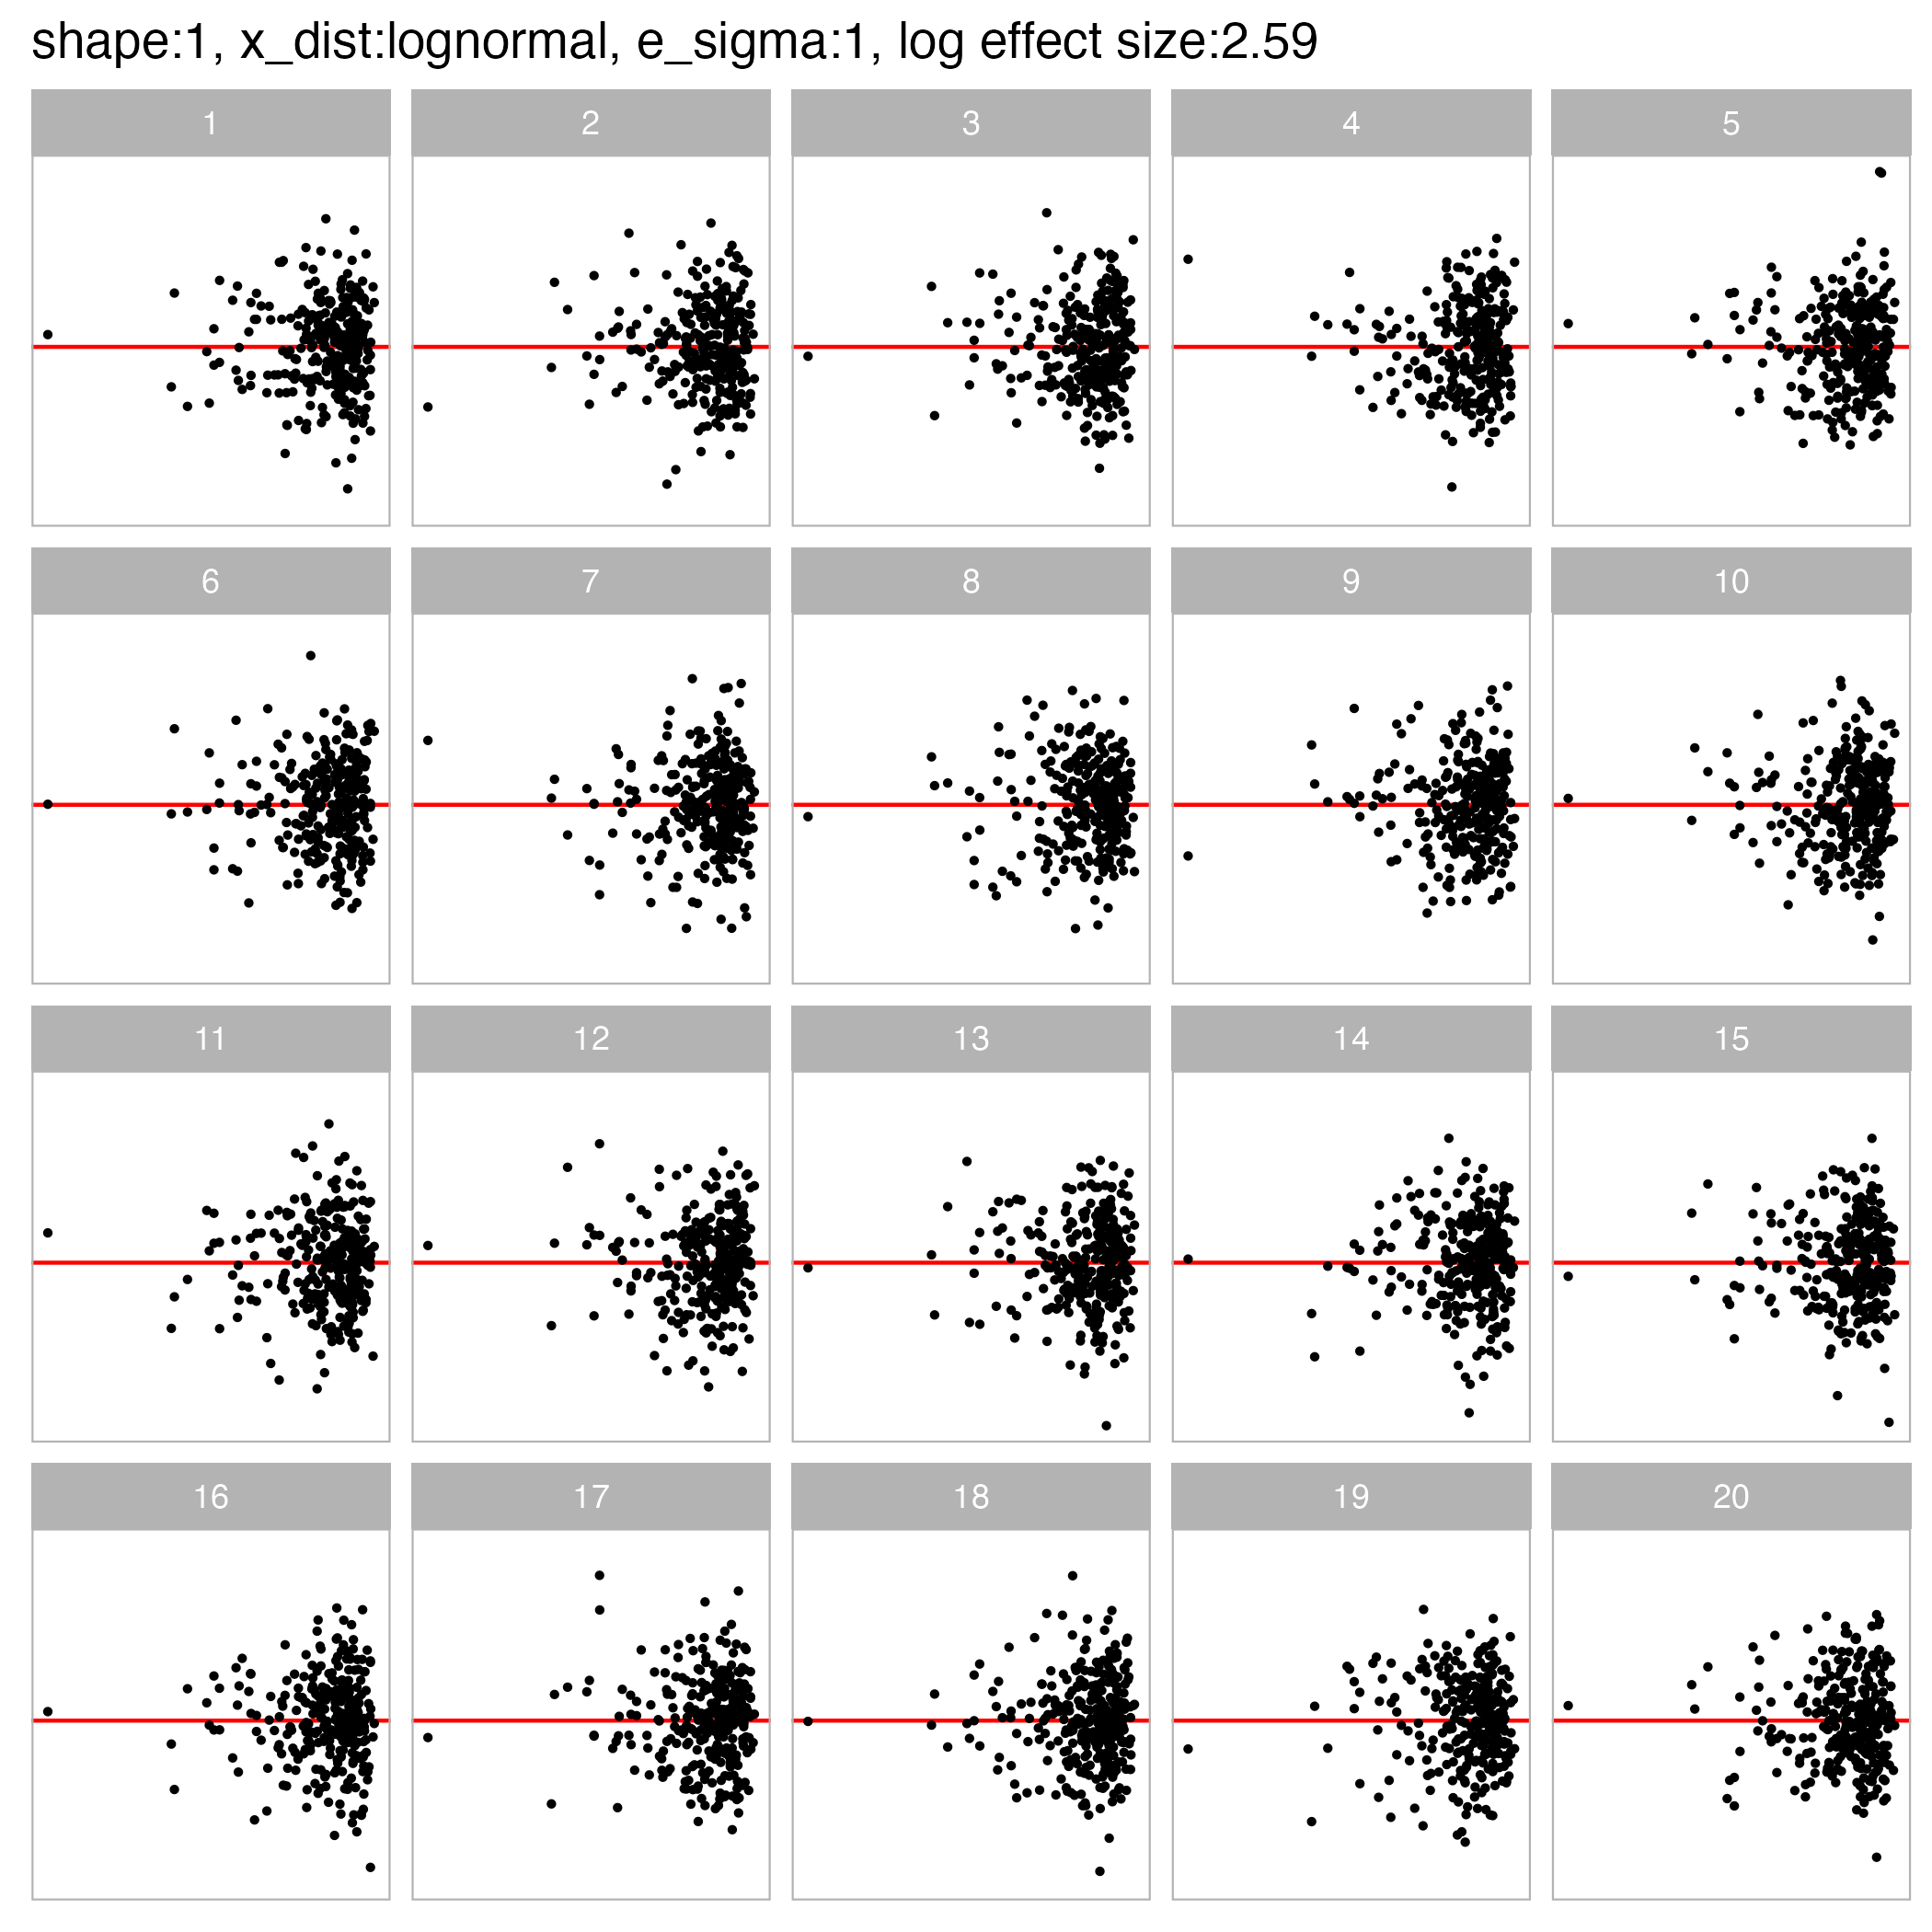 shape:1, x_dist:lognormal, e_sigma:1, log effect size:2.59
1 2 3 4 5
6 7 8 9 10
11 12 13 14 15
16 17 18 19 20